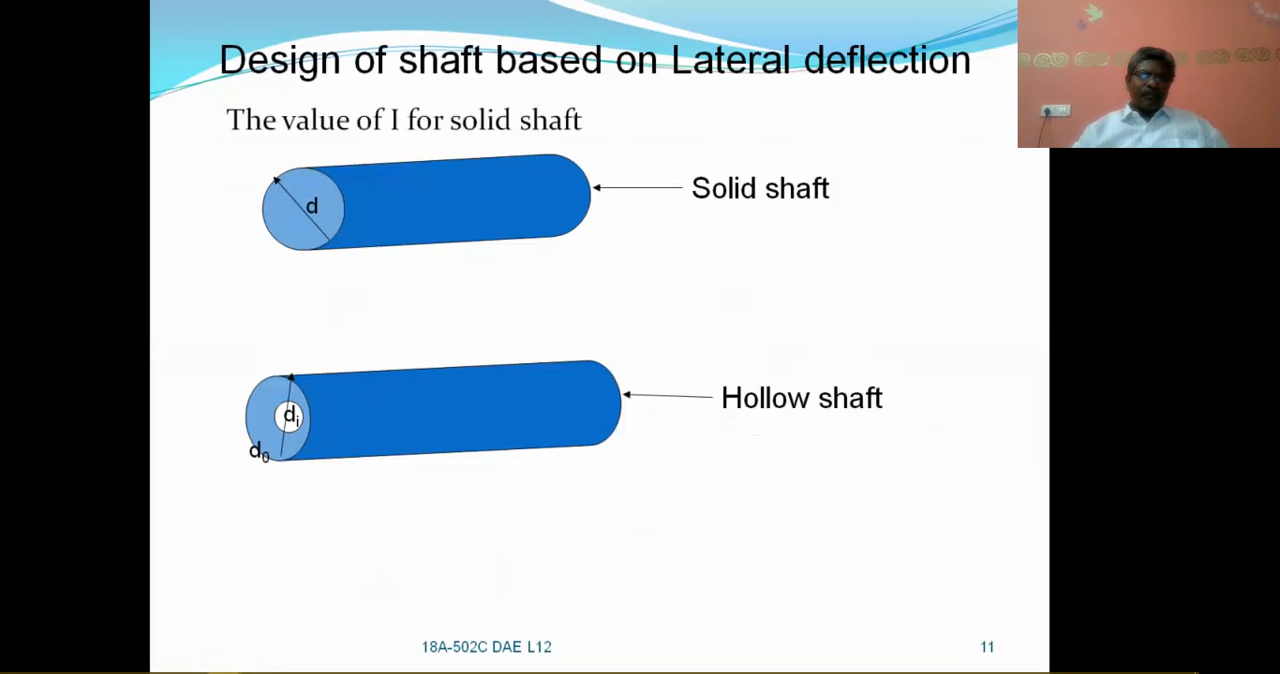 Design of shaft based on Lateral deflection
The value of I for solid shaft
d
Solid shaft
di
Hollow shaft
d0
18A-502C DAE L12
11